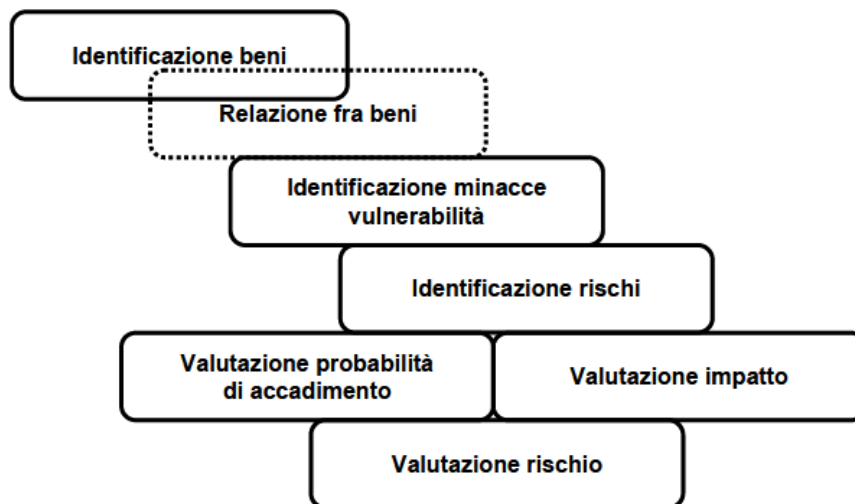 Identificazione beni
Relazione fra beni
Identificazione minacce
vulnerabilità
Identificazione rischi
Valutazione probabilità
di accadimento
Valutazione impatto
Valutazione rischio